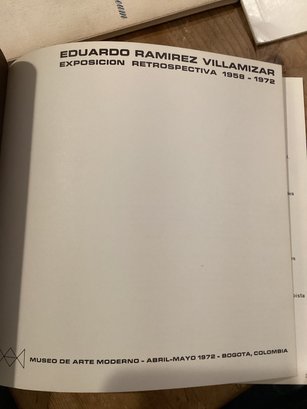 EDUARDO RAMIREZ VILLAMIZAR
EXPOSICION RETROSPECTIVA 1958 - 1972
MUSEO DE ARTE MODERNO - ABRIL-MAYO 1972 - BOGOTA, COLOMBIA